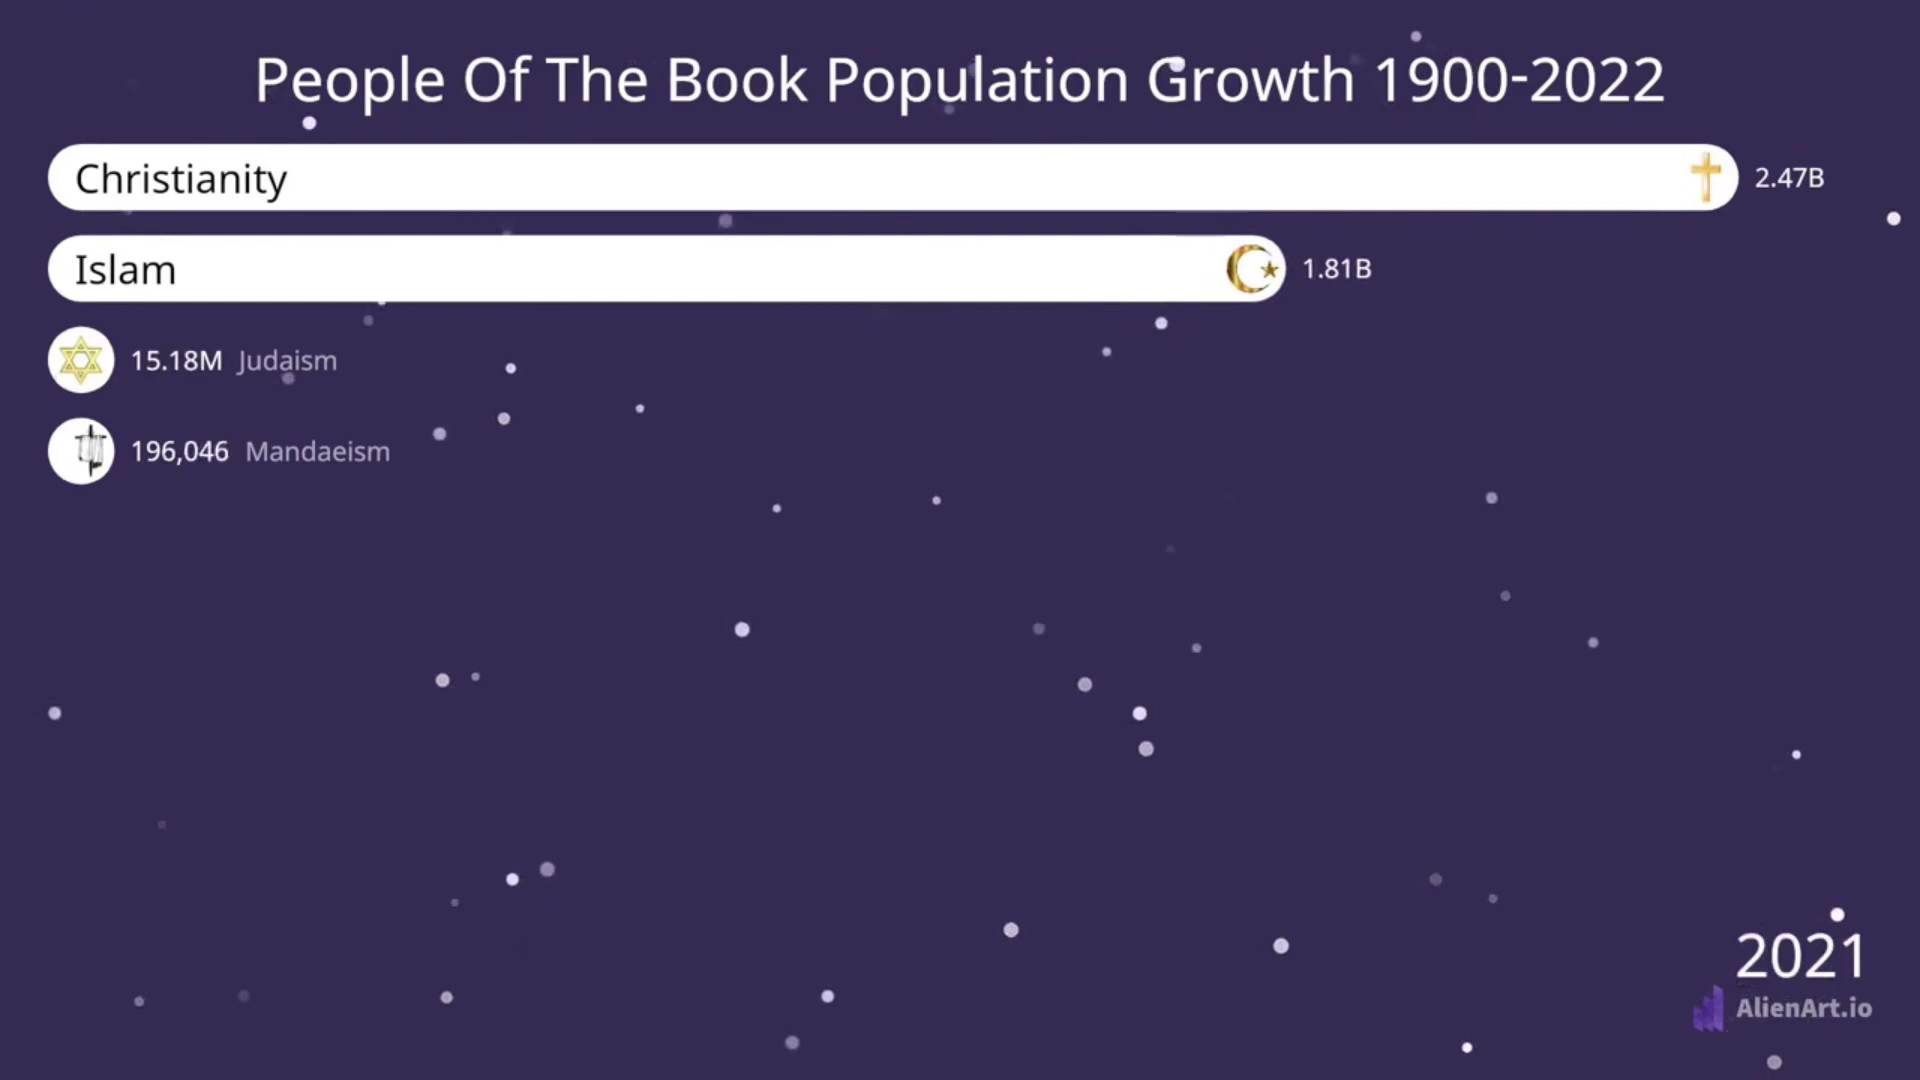 People Of The Book Population Growth 1900-2022
Christianity 2.47B
Islam 1.81B
15.18M Judaism
196,046 Mandaeism
2021
AlienArt.io